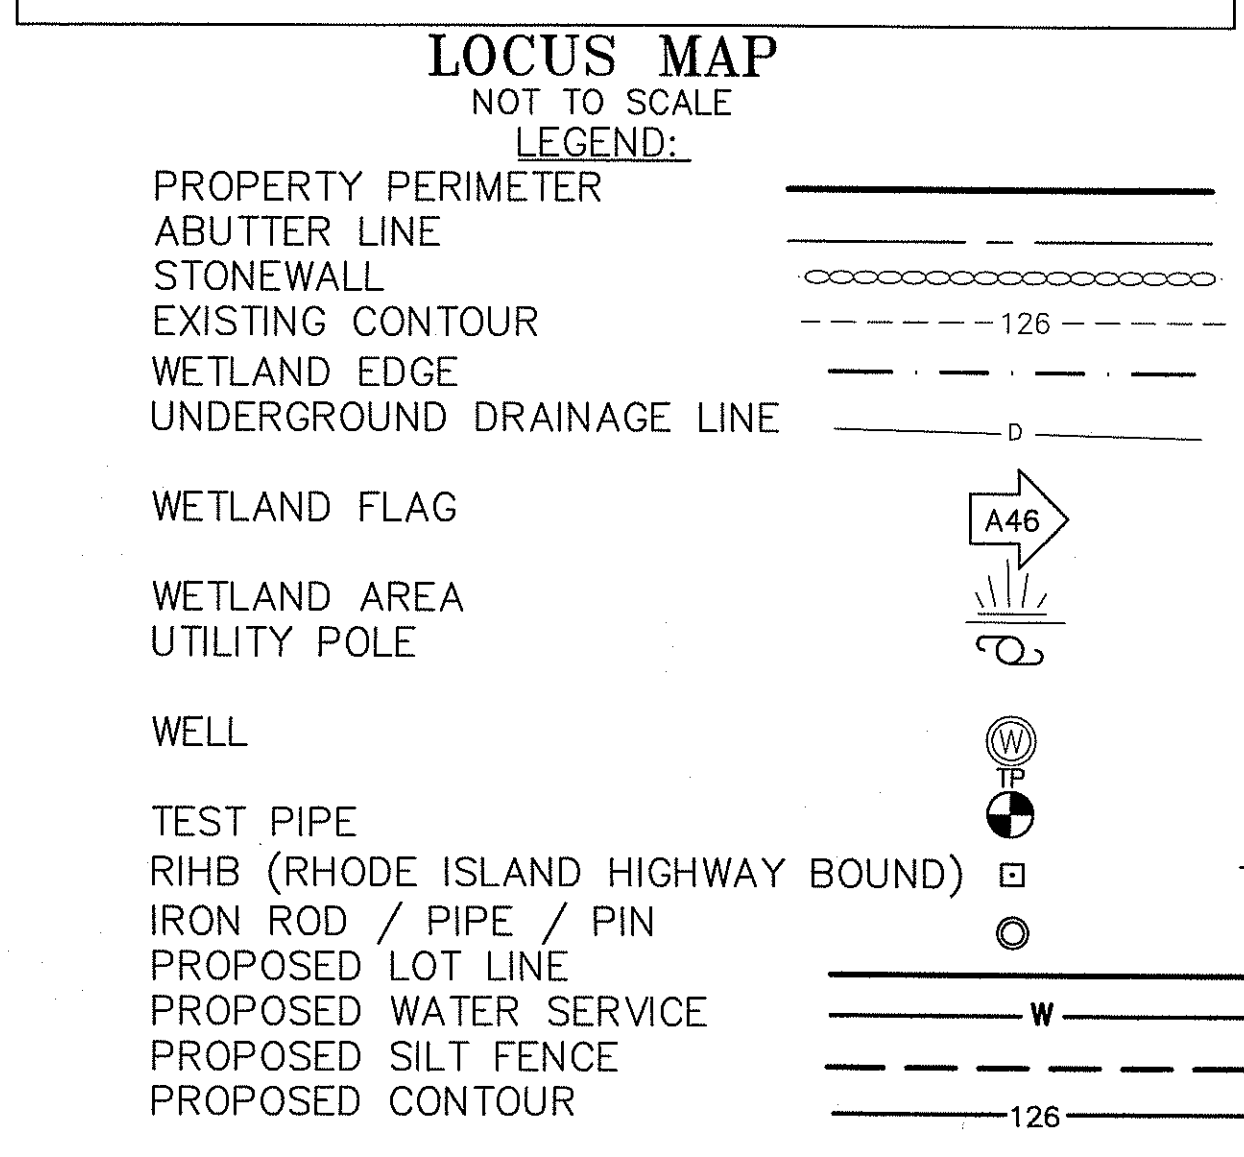 LOCUS MAP
NOT TO SCALE
LEGEND:
PROPERTY PERIMETER
ABUTTER LINE
STONEWALL
EXISTING CONTOUR 126
WETLAND EDGE
UNDERGROUND DRAINAGE LINE D
WETLAND FLAG A46
WETLAND AREA
UTILITY POLE
WELL W
TP
TEST PIPE
RIHB (RHODE ISLAND HIGHWAY BOUND)
IRON ROD / PIPE / PIN
PROPOSED LOT LINE
PROPOSED WATER SERVICE W
PROPOSED SILT FENCE
PROPOSED CONTOUR 126